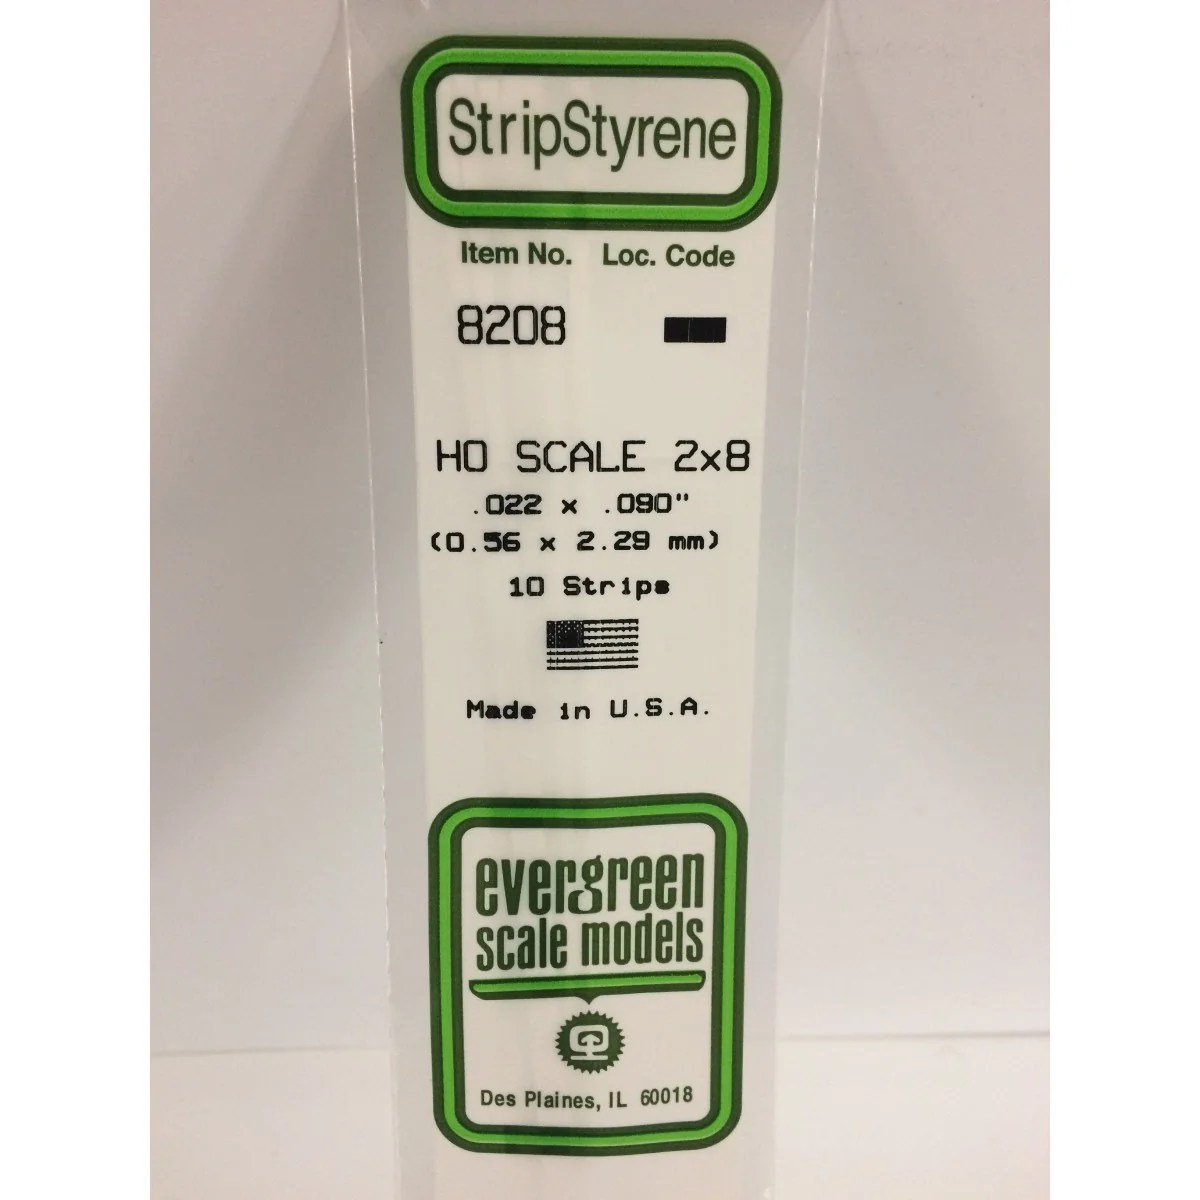 StripStyrene
Item No. Loc. Code
8208
HO SCALE 2x8
.022 x .090"
(0.56 x 2.29 mm)
10 Strips
Made in U.S.A.
evergreen
scale models
Des Plaines, IL 60018